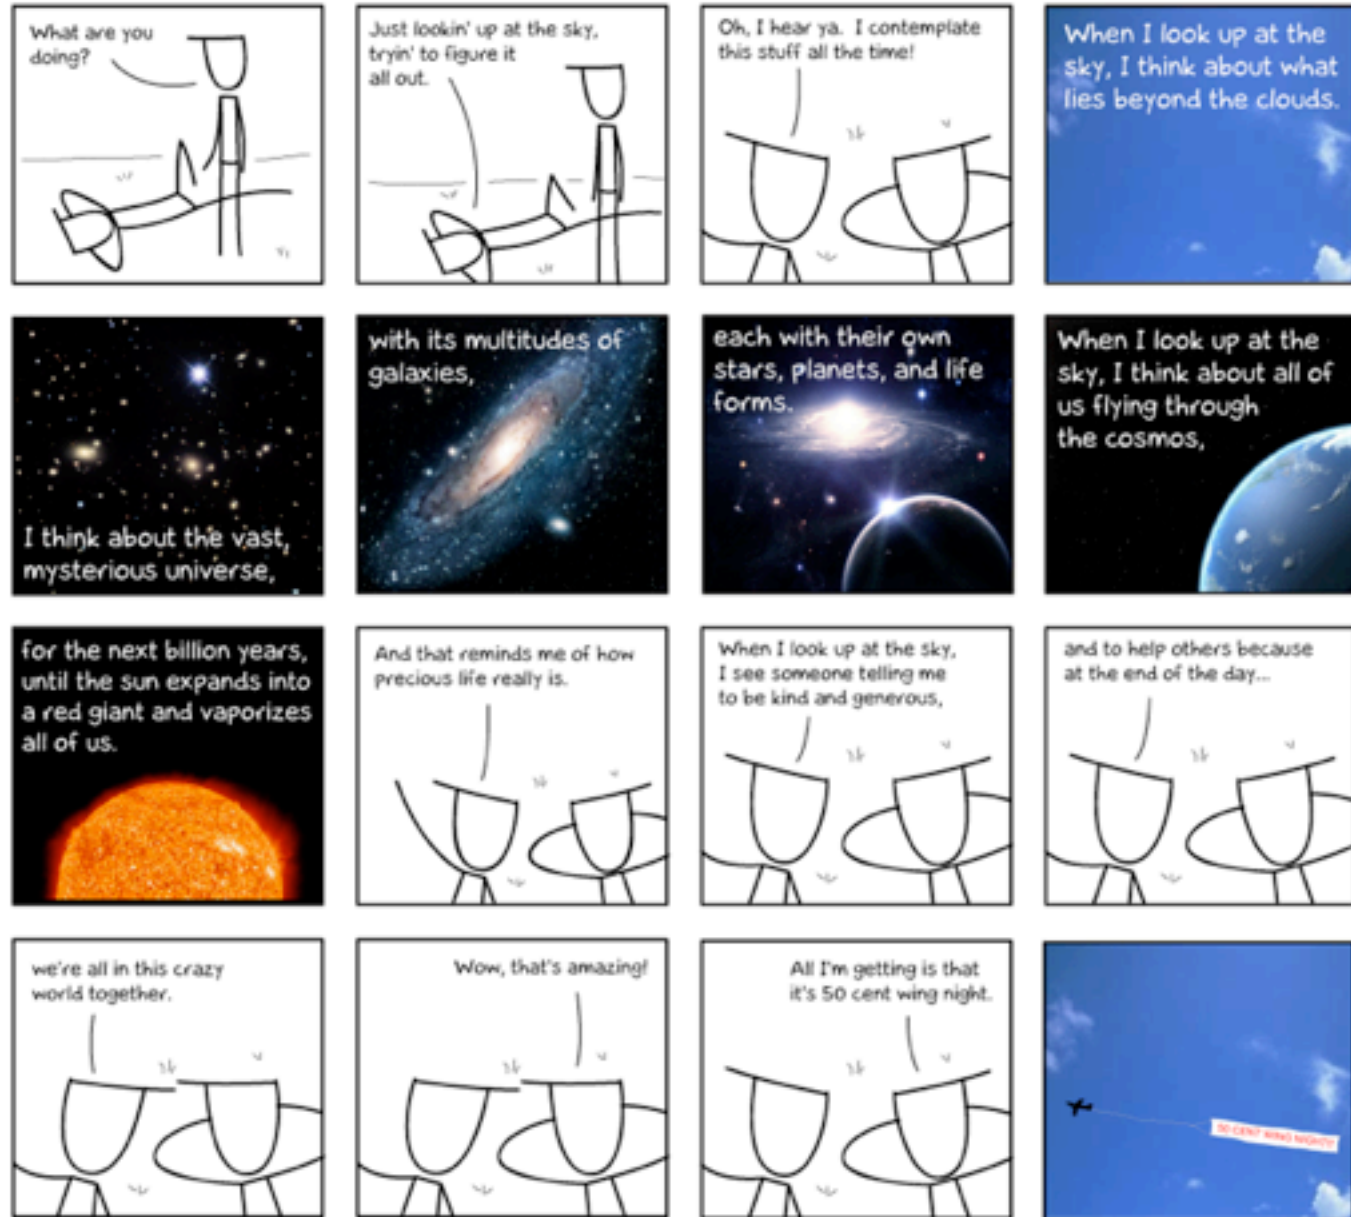 What are you
doing?
Just lookin' up at the sky,
tryin' to figure it
all out.
Oh, I hear ya. I contemplate
this stuff all the time!
When I look up at the
sky, I think about what
lies beyond the clouds.
I think about the vast,
mysterious universe,
with its multitudes of
galaxies,
each with their own
stars, planets, and life
forms.
When I look up at the
sky, I think about all of
us flying through
the cosmos,
for the next billion years,
until the sun expands into
a red giant and vaporizes
all of us.
And that reminds me of how
precious life really is.
When I look up at the sky,
I see someone telling me
to be kind and generous,
and to help others because
at the end of the day...
we're all in this crazy
world together.
Wow, that's amazing!
All I'm getting is that
it's 50 cent wing night.
50 CENT WING NIGHT!!